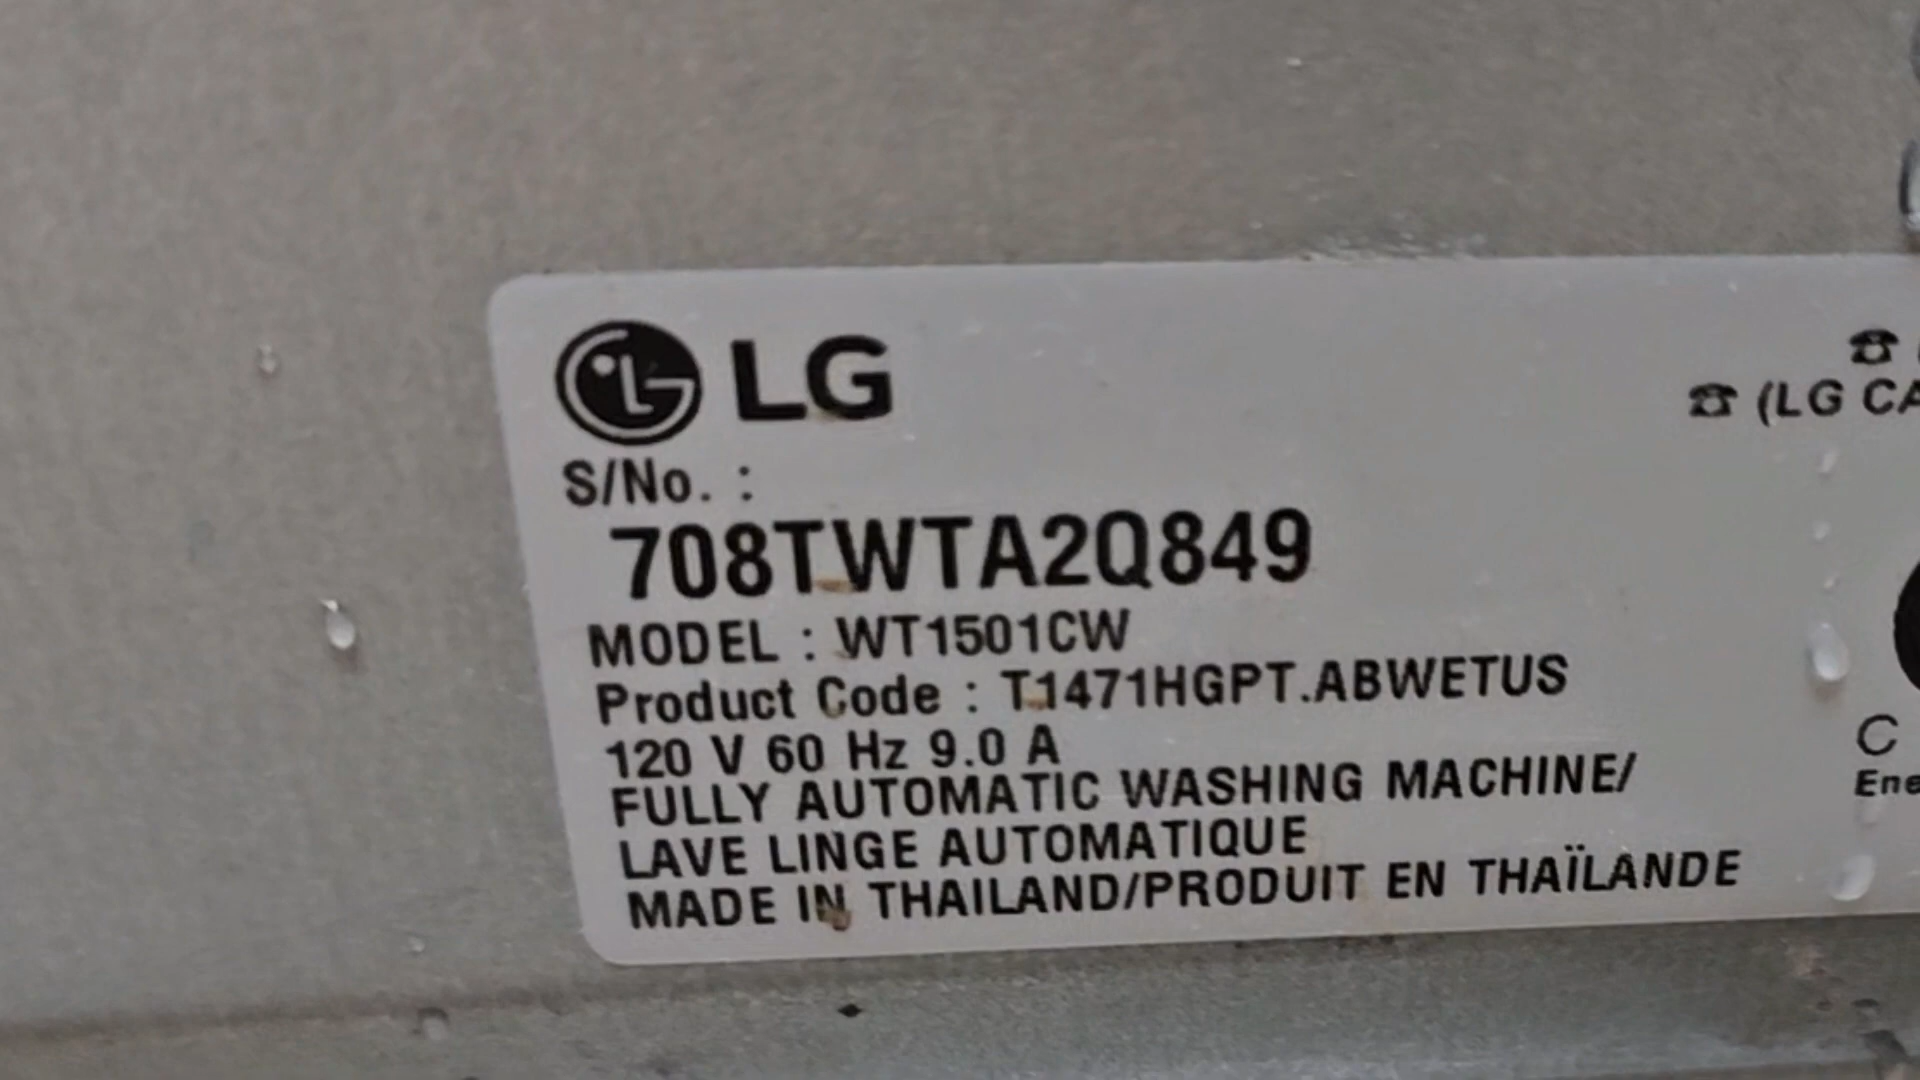 LG
S/No. :
708TWTA2Q849
MODEL : WT1501CW
Product Code : T1471HGPT.ABWETUS
120 V 60 Hz 9.0 A
FULLY AUTOMATIC WASHING MACHINE/
LAVE LINGE AUTOMATIQUE
MADE IN THAILAND/PRODUIT EN THAÏLANDE
☎
☎ (LG CA
C
Ene